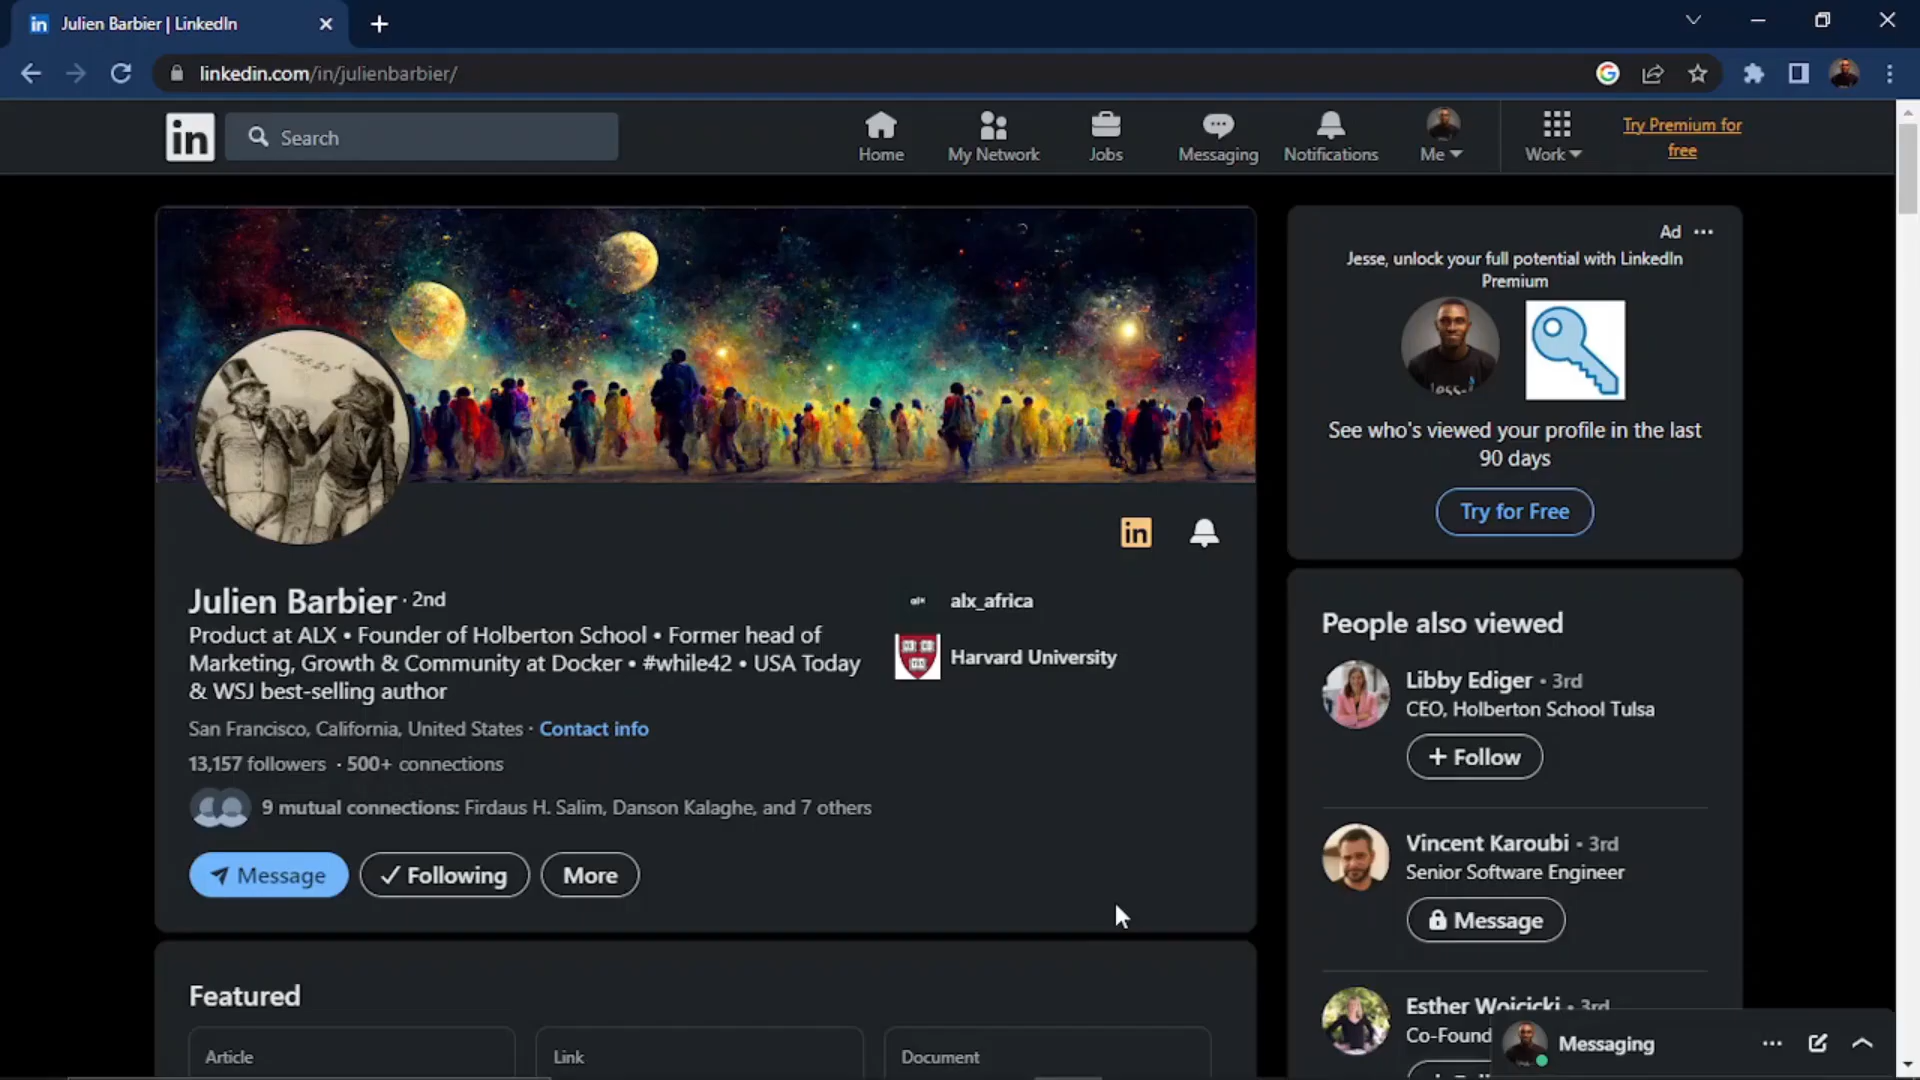 Julien Barbier | LinkedIn
linkedin.com/in/julienbarbier/
in
Search
Home
My Network
Jobs
Messaging
Notifications
Me
Work
Try Premium for
free
Ad
Jesse, unlock your full potential with LinkedIn
Premium
See who's viewed your profile in the last
90 days
Try for Free
in
Julien Barbier · 2nd
Product at ALX • Founder of Holberton School • Former head of
Marketing, Growth & Community at Docker • #while42 • USA Today
& WSJ best-selling author
San Francisco, California, United States · Contact info
13,157 followers · 500+ connections
9 mutual connections: Firdaus H. Salim, Danson Kalaghe, and 7 others
Message
Following
More
alx
alx_africa
Harvard University
Featured
Article
Link
Document
People also viewed
Libby Ediger • 3rd
CEO, Holberton School Tulsa
+ Follow
Vincent Karoubi • 3rd
Senior Software Engineer
Message
Esther Wojcicki • 3rd
Co-Found
Messaging